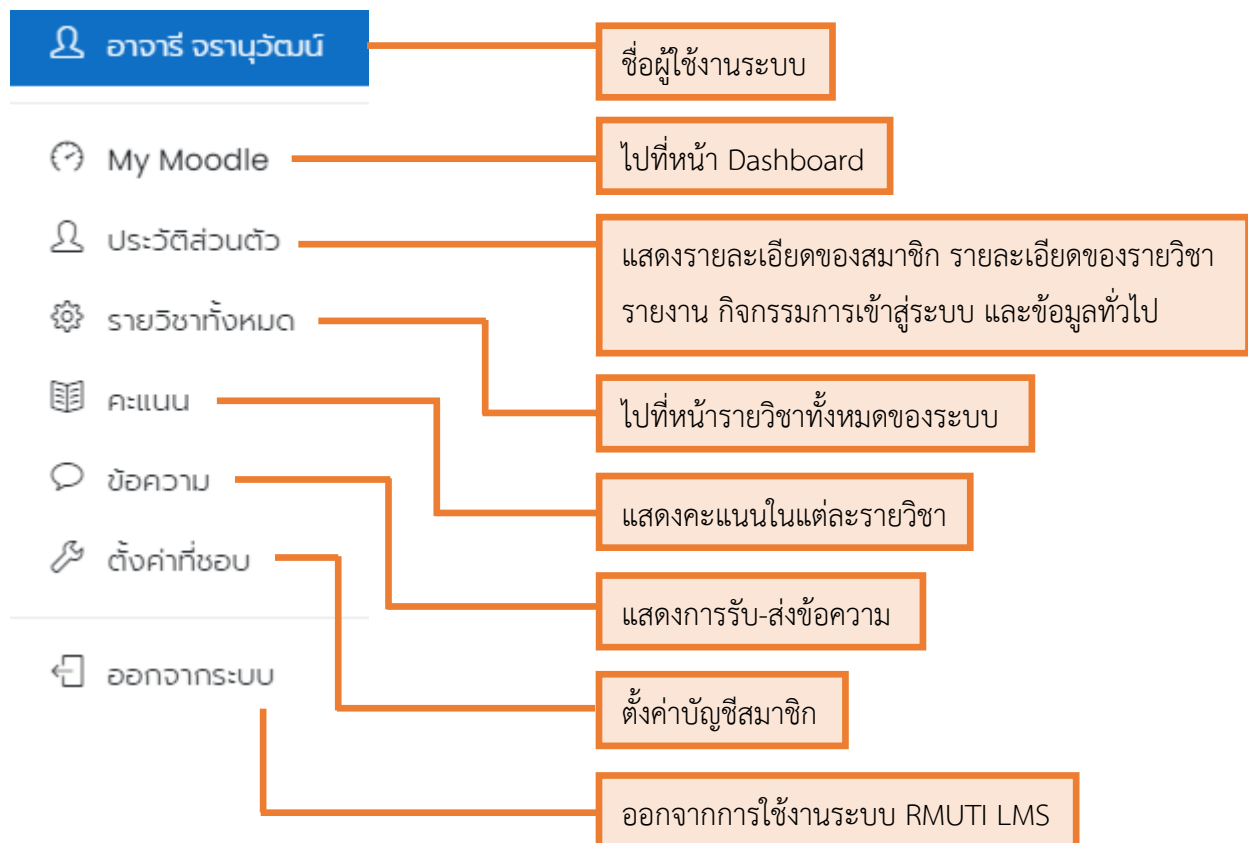 อาจารี จรานุวัฒน์
ชื่อผู้ใช้งานระบบ
My Moodle
ไปที่หน้า Dashboard
ประวัติส่วนตัว
แสดงรายละเอียดของสมาชิก รายละเอียดของรายวิชา
รายงาน กิจกรรมการเข้าสู่ระบบ และข้อมูลทั่วไป
รายวิชาทั้งหมด
ไปที่หน้ารายวิชาทั้งหมดของระบบ
คะแนน
แสดงคะแนนในแต่ละรายวิชา
ข้อความ
แสดงการรับ-ส่งข้อความ
ตั้งค่าที่ชอบ
ตั้งค่าบัญชีสมาชิก
ออกจากระบบ
ออกจากการใช้งานระบบ RMUTI LMS